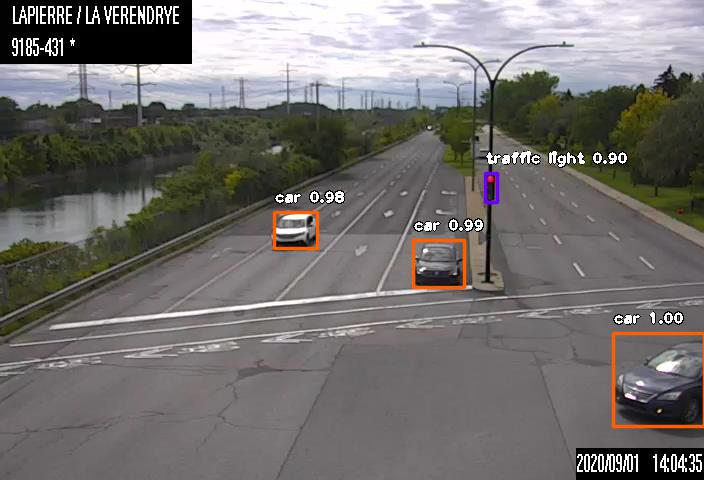 LAPIERRE / LA VERENDRYE
9185-431 *
traffic light 0.90
car 0.98
car 0.99
car 1.00
2020/09/01 14:04:35